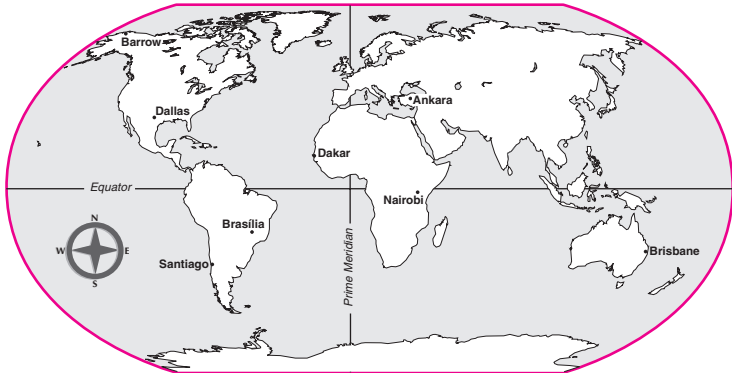 Barrow
Dallas
Ankara
Dakar
Equator
Nairobi
Brasília
Santiago
Prime Meridian
Brisbane
N
W E
S